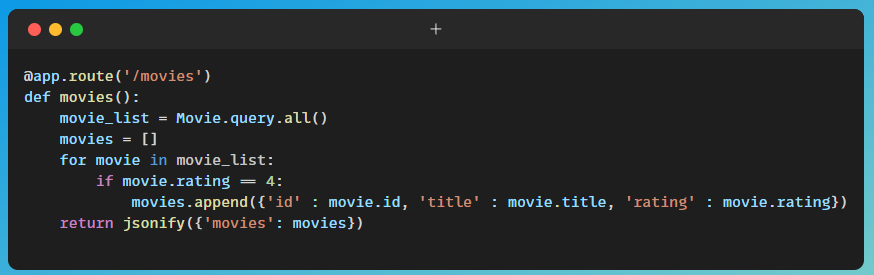 @app.route('/movies')
def movies():
    movie_list = Movie.query.all()
    movies = []
    for movie in movie_list:
        if movie.rating == 4:
            movies.append({'id' : movie.id, 'title' : movie.title, 'rating' : movie.rating})
    return jsonify({'movies': movies})